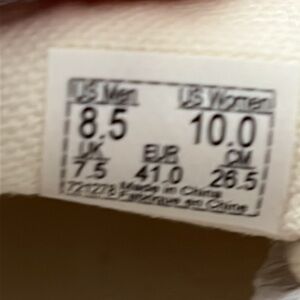 US Men US Women
8.5 10.0
UK EUR CM
7.5 41.0 26.5
721278 Made in China
Fabriqué en Chine